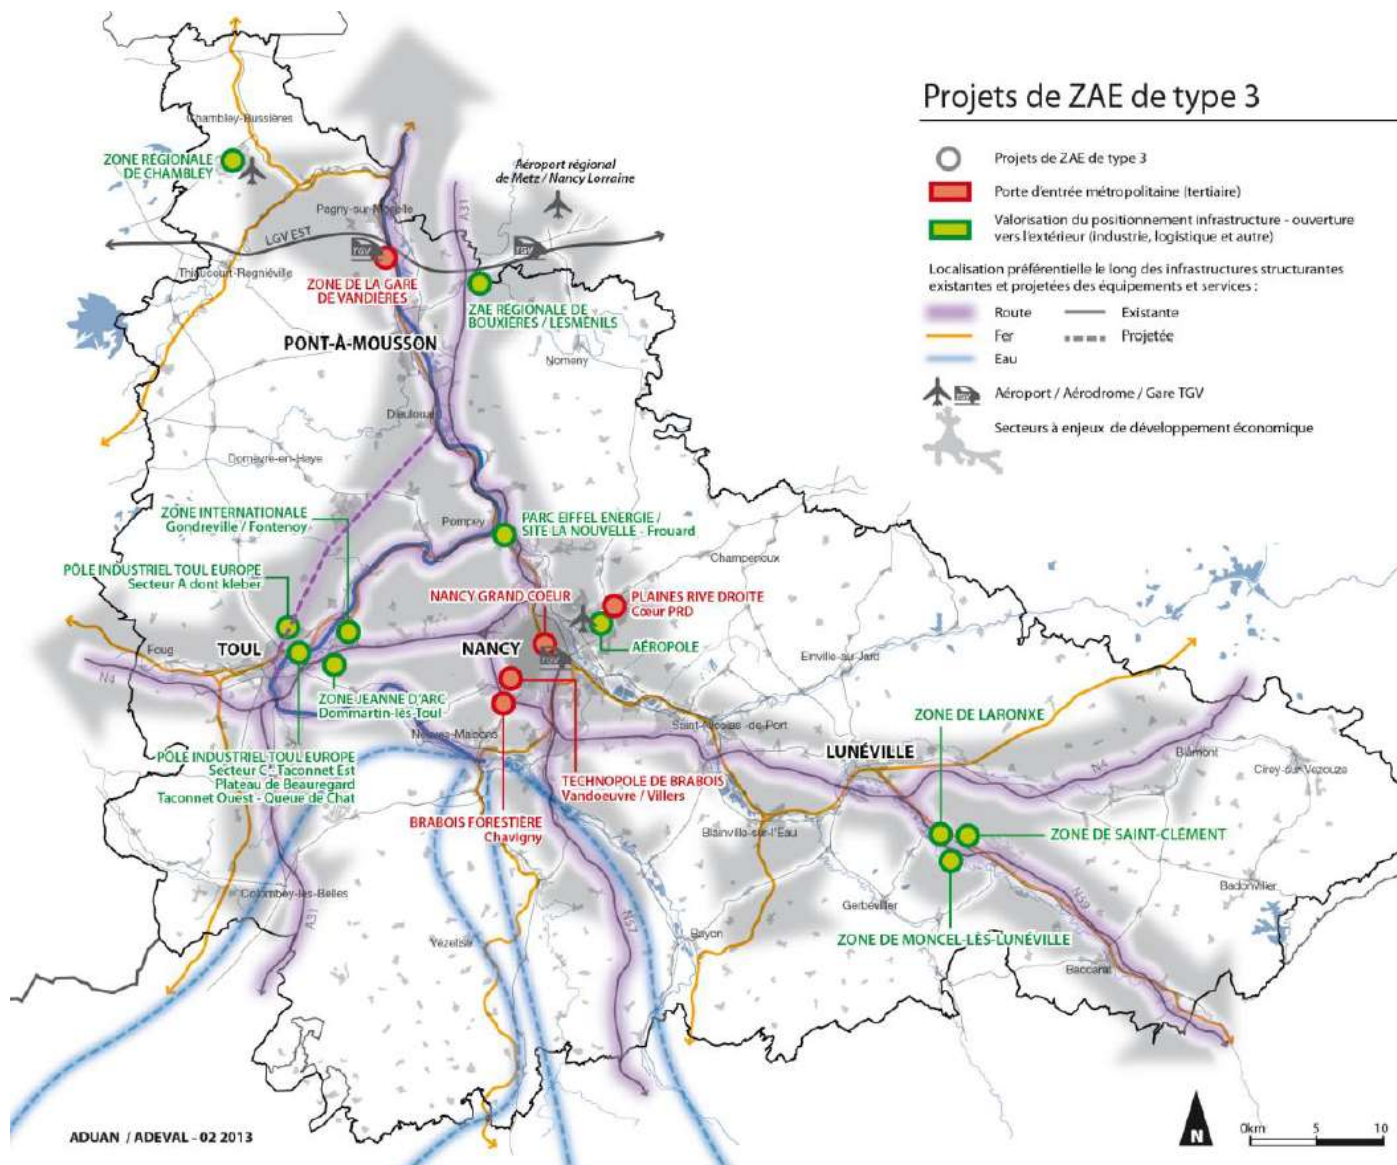 Projets de ZAE de type 3
Projets de ZAE de type 3
Porte d'entrée métropolitaine (tertiaire)
Valorisation du positionnement infrastructure - ouverture
vers l'extérieur (industrie, logistique et autre)
Localisation préférentielle le long des infrastructures structurantes
existantes et projetées des équipements et services :
Route
Existante
Fer
Projetée
Eau
TGV
Aéroport / Aérodrome / Gare TGV
Secteurs à enjeux de développement économique
Chambley-Bussières
ZONE RÉGIONALE
DE CHAMBLEY
Aéroport régional
de Metz / Nancy Lorraine
Pagny-sur-Moselle
A31
LGV EST
TGV
TGV
Thiaucourt-Regniéville
ZONE DE LA GARE
DE VANDIÈRES
ZAE RÉGIONALE DE
BOUXIÈRES / LESMÉNILS
PONT-À-MOUSSON
Nomeny
Dieulouard
Domèvre-en-Haye
ZONE INTERNATIONALE
Gondreville / Fontenoy
Pompey
PARC EIFFEL ENERGIE /
SITE LA NOUVELLE - Frouard
Champenoux
PÔLE INDUSTRIEL TOUL EUROPE
Secteur A dont kleber
NANCY GRAND COEUR
PLAINES RIVE DROITE
Cœur PRD
Foug
TOUL
NANCY
AÉROPOLE
Einville-au-Jard
N4
ZONE JEANNE D'ARC
Dommartin-lès-Toul
Saint-Nicolas-de-Port
ZONE DE LARONXE
Neuves-Maisons
LUNÉVILLE
Blâmont
N4
Cirey-sur-Vezouze
PÔLE INDUSTRIEL TOUL EUROPE
Secteur C - Taconnet Est
Plateau de Beauregard
Taconnet Ouest - Queue de Chat
TECHNOPOLE DE BRABOIS
Vandoeuvre / Villers
BRABOIS FORESTIÈRE
Chavigny
Blainville-sur-l'Eau
ZONE DE SAINT-CLÉMENT
Colombey-les-Belles
A31
Badonviller
N59
Gerbéviller
N57
Vézelise
Bayon
ZONE DE MONCEL-LÈS-LUNÉVILLE
Baccarat
ADUAN / ADEVAL - 02 2013
N
0km 5 10